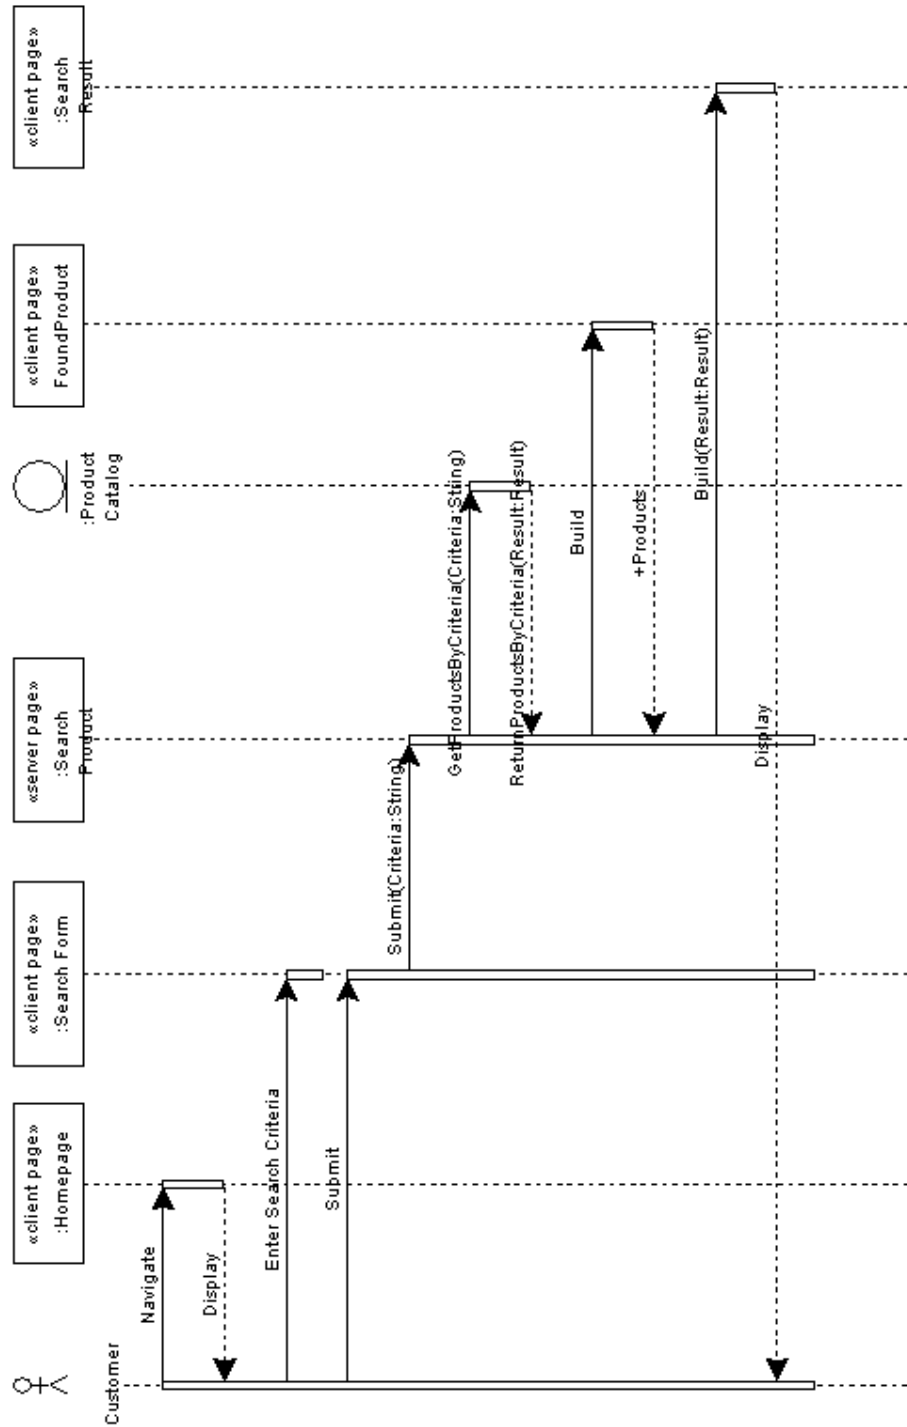 Customer
«client page»
:Homepage
«client page»
:Search Form
«server page»
:Search
Product
:Product
Catalog
«client page»
FoundProduct
«client page»
:Search
Result
Navigate
Display
Enter Search Criteria
Submit
Submit(Criteria:String)
GetProductsByCriteria(Criteria:String)
ReturnProductsByCriteria(Result:Result)
Build
+Products
Build(Result:Result)
Display